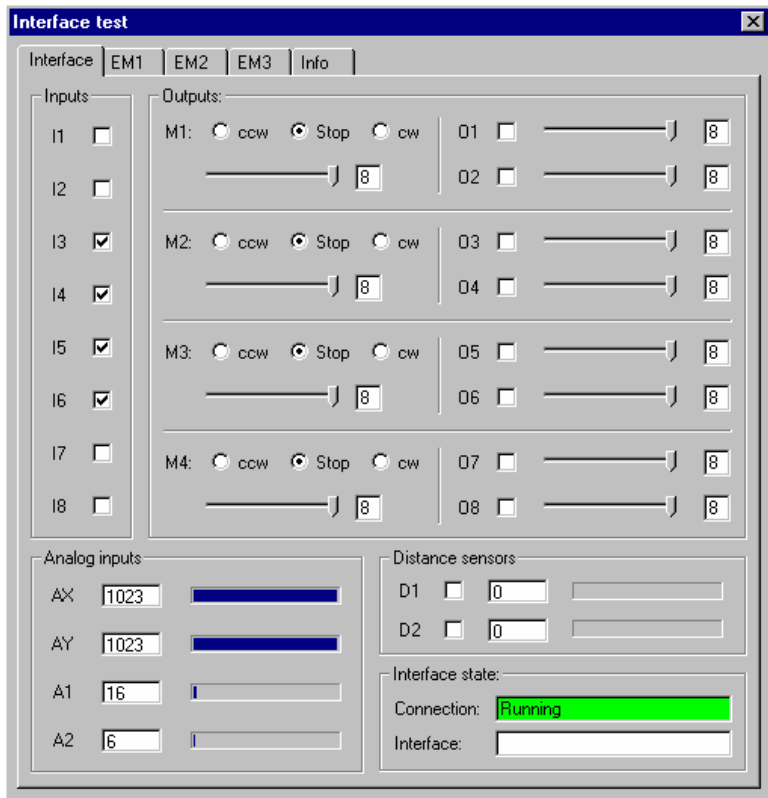 Interface test
Interface EM1 EM2 EM3 Info
Inputs
I1
I2
I3
I4
I5
I6
I7
I8
Outputs:
M1: ccw Stop cw
8
O1 8
O2 8
M2: ccw Stop cw
8
O3 8
O4 8
M3: ccw Stop cw
8
O5 8
O6 8
M4: ccw Stop cw
8
O7 8
O8 8
Analog inputs
AX 1023
AY 1023
A1 16
A2 6
Distance sensors
D1 0
D2 0
Interface state:
Connection: Running
Interface: